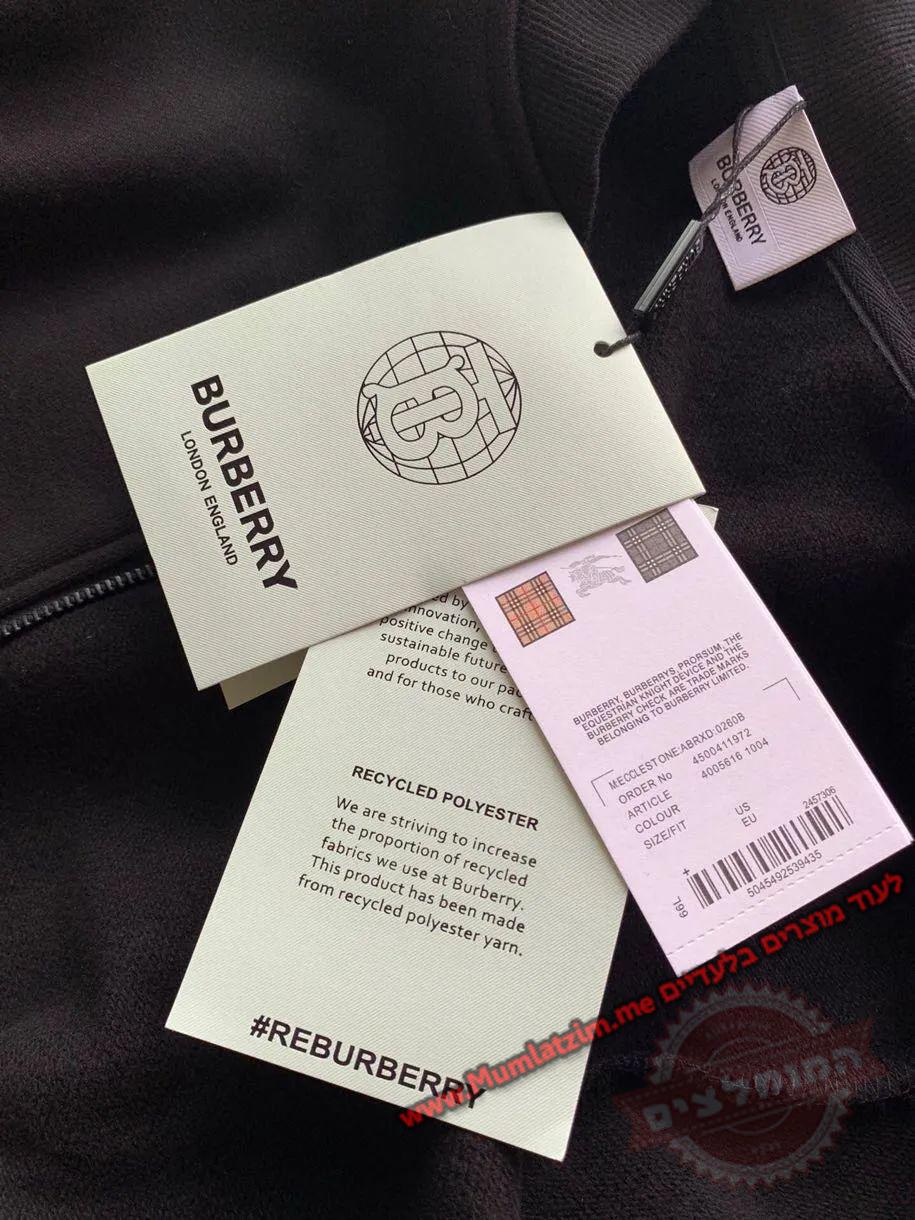 BURBERRY
LONDON ENGLAND
BURBERRY
LONDON ENGLAND
ed by
innovation,
positive change
sustainable future
products to our
and for those who craft
RECYCLED POLYESTER
We are striving to increase
the proportion of recycled
fabrics we use at Burberry.
This product has been made
from recycled polyester yarn.
#REBURBERRY
BURBERRY, BURBERRYS, PRORSUM, THE
EQUESTRIAN KNIGHT DEVICE AND THE
BURBERRY CHECK ARE TRADE MARKS
BELONGING TO BURBERRY LIMITED.
MECCLESTONE:ABRXD:0260B
ORDER No 4500411972
ARTICLE 4005616 1004
COLOUR
SIZE/FIT US
EU
2457306
5045492539435
66L
לעוד מוצרים בלעדיים www.Mumlatzim.me
המומלצים